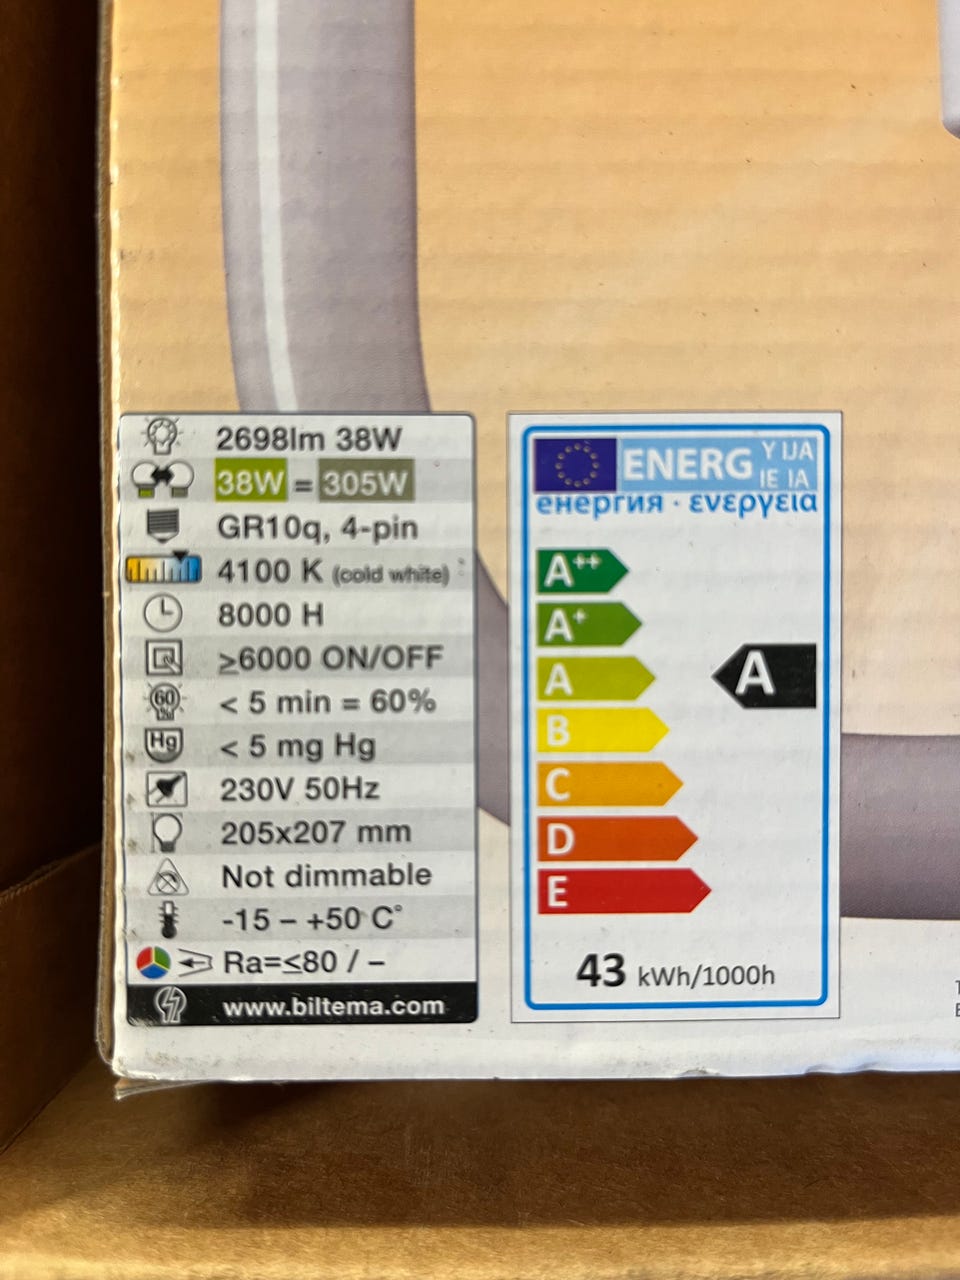 2698lm 38W
38W = 305W
GR10q, 4-pin
4100 K (cold white)
8000 H
≥6000 ON/OFF
60%
< 5 min = 60%
Hg
< 5 mg Hg
230V 50Hz
205x207 mm
Not dimmable
-15 – +50 C°
Ra=≤80 / –
www.biltema.com
ENERG Y IJA
IE IA
енергия · ενεργεια
A++
A+
A
A
B
C
D
E
43 kWh/1000h